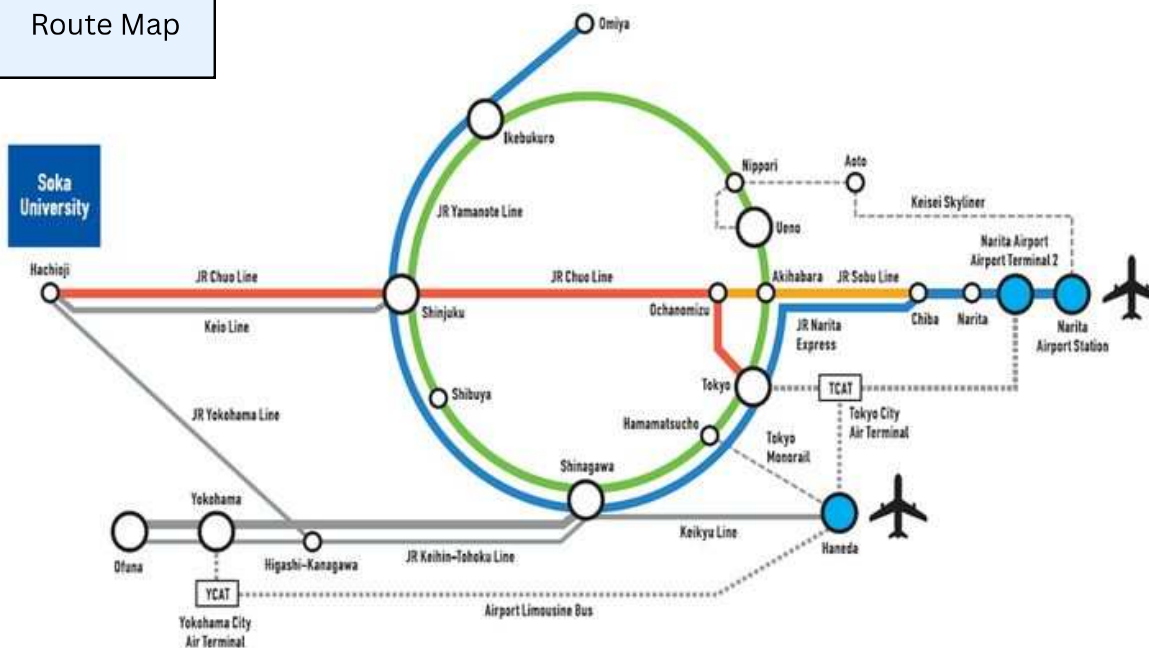 Route Map
Omiya
Ikebukuro
Soka
University
Nippori
Aoto
JR Yamanote Line
Keisei Skyliner
Ueno
Narita Airport
Airport Terminal 2
Hachioji
JR Chuo Line
JR Chuo Line
Akihabara
JR Sobu Line
Keio Line
Shinjuku
Ochanomizu
JR Narita
Express
Chiba
Narita
Narita
Airport Station
Shibuya
Tokyo
TCAT
JR Yokohama Line
Hamamatsucho
Tokyo
Monorail
Tokyo City
Air Terminal
Shinagawa
Yokohama
Ofuna
Higashi-Kanagawa
JR Keihin-Tohoku Line
Keikyu Line
Haneda
YCAT
Airport Limousine Bus
Yokohama City
Air Terminal